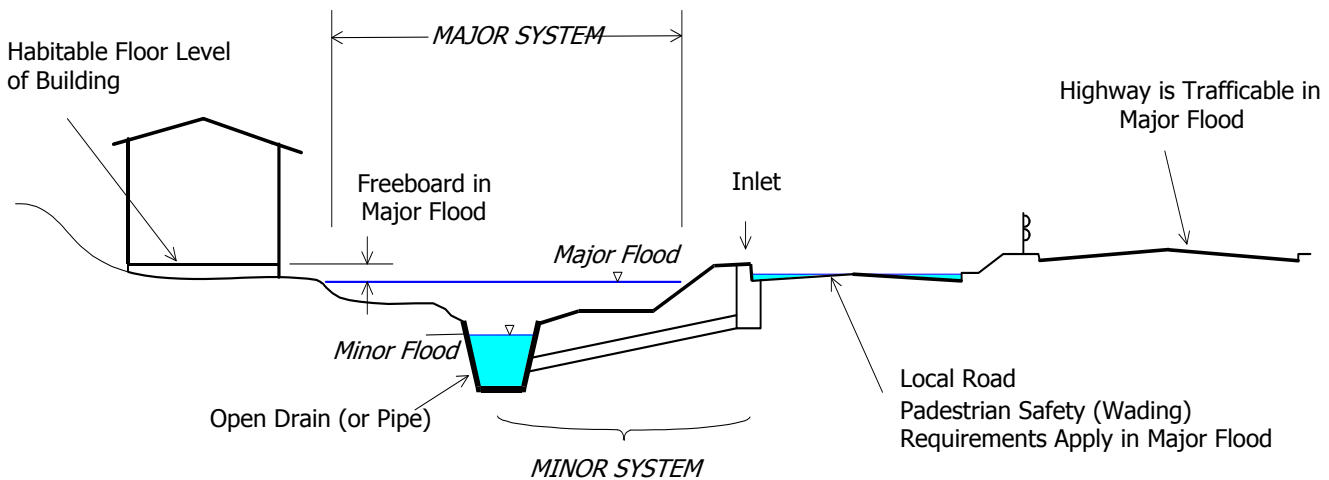 MAJOR SYSTEM
Habitable Floor Level
of Building
Highway is Trafficable in
Major Flood
Freeboard in
Major Flood
Inlet
Major Flood
Minor Flood
Local Road
Padestrian Safety (Wading)
Requirements Apply in Major Flood
Open Drain (or Pipe)
MINOR SYSTEM